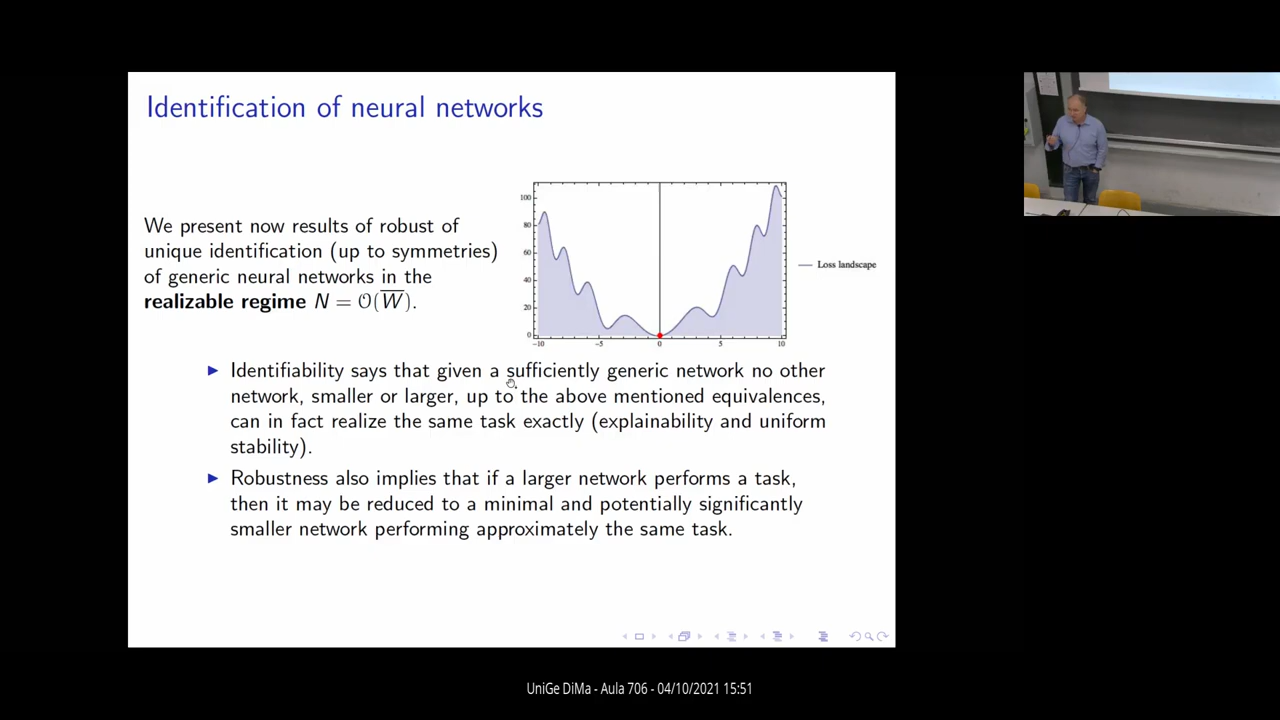 Identification of neural networks
We present now results of robust of
unique identification (up to symmetries)
of generic neural networks in the
realizable regime N = O(W̅).
100
80
60
40
20
0
-10
-5
0
5
10
Loss landscape
▶ Identifiability says that given a sufficiently generic network no other
network, smaller or larger, up to the above mentioned equivalences,
can in fact realize the same task exactly (explainability and uniform
stability).
▶ Robustness also implies that if a larger network performs a task,
then it may be reduced to a minimal and potentially significantly
smaller network performing approximately the same task.
UniGe DiMa - Aula 706 - 04/10/2021 15:51